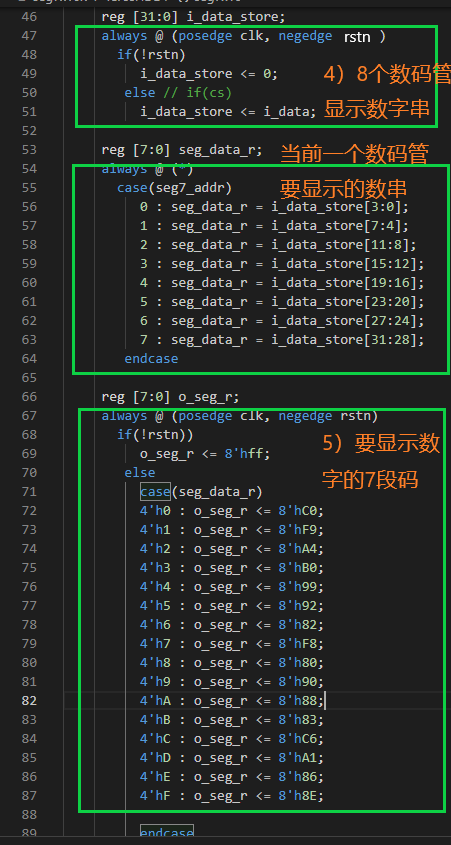 46 reg [31:0] i_data_store;
47 always @ (posedge clk, negedge rstn )
48 if(!rstn)
49 i_data_store <= 0; 4）8个数码管
50 else // if(cs)
51 i_data_store <= i_data; 显示数字串
52
53 reg [7:0] seg_data_r; 当前一个数码管
54 always @ (*)
55 case(seg7_addr) 要显示的数串
56 0 : seg_data_r = i_data_store[3:0];
57 1 : seg_data_r = i_data_store[7:4];
58 2 : seg_data_r = i_data_store[11:8];
59 3 : seg_data_r = i_data_store[15:12];
60 4 : seg_data_r = i_data_store[19:16];
61 5 : seg_data_r = i_data_store[23:20];
62 6 : seg_data_r = i_data_store[27:24];
63 7 : seg_data_r = i_data_store[31:28];
64 endcase
65
66 reg [7:0] o_seg_r;
67 always @ (posedge clk, negedge rstn)
68 if(!rstn)) 5）要显示数
69 o_seg_r <= 8'hff;
70 else 字的7段码
71 case(seg_data_r)
72 4'h0 : o_seg_r <= 8'hC0;
73 4'h1 : o_seg_r <= 8'hF9;
74 4'h2 : o_seg_r <= 8'hA4;
75 4'h3 : o_seg_r <= 8'hB0;
76 4'h4 : o_seg_r <= 8'h99;
77 4'h5 : o_seg_r <= 8'h92;
78 4'h6 : o_seg_r <= 8'h82;
79 4'h7 : o_seg_r <= 8'hF8;
80 4'h8 : o_seg_r <= 8'h80;
81 4'h9 : o_seg_r <= 8'h90;
82 4'hA : o_seg_r <= 8'h88;
83 4'hB : o_seg_r <= 8'h83;
84 4'hC : o_seg_r <= 8'hC6;
85 4'hD : o_seg_r <= 8'hA1;
86 4'hE : o_seg_r <= 8'h86;
87 4'hF : o_seg_r <= 8'h8E;
88
89 endcase